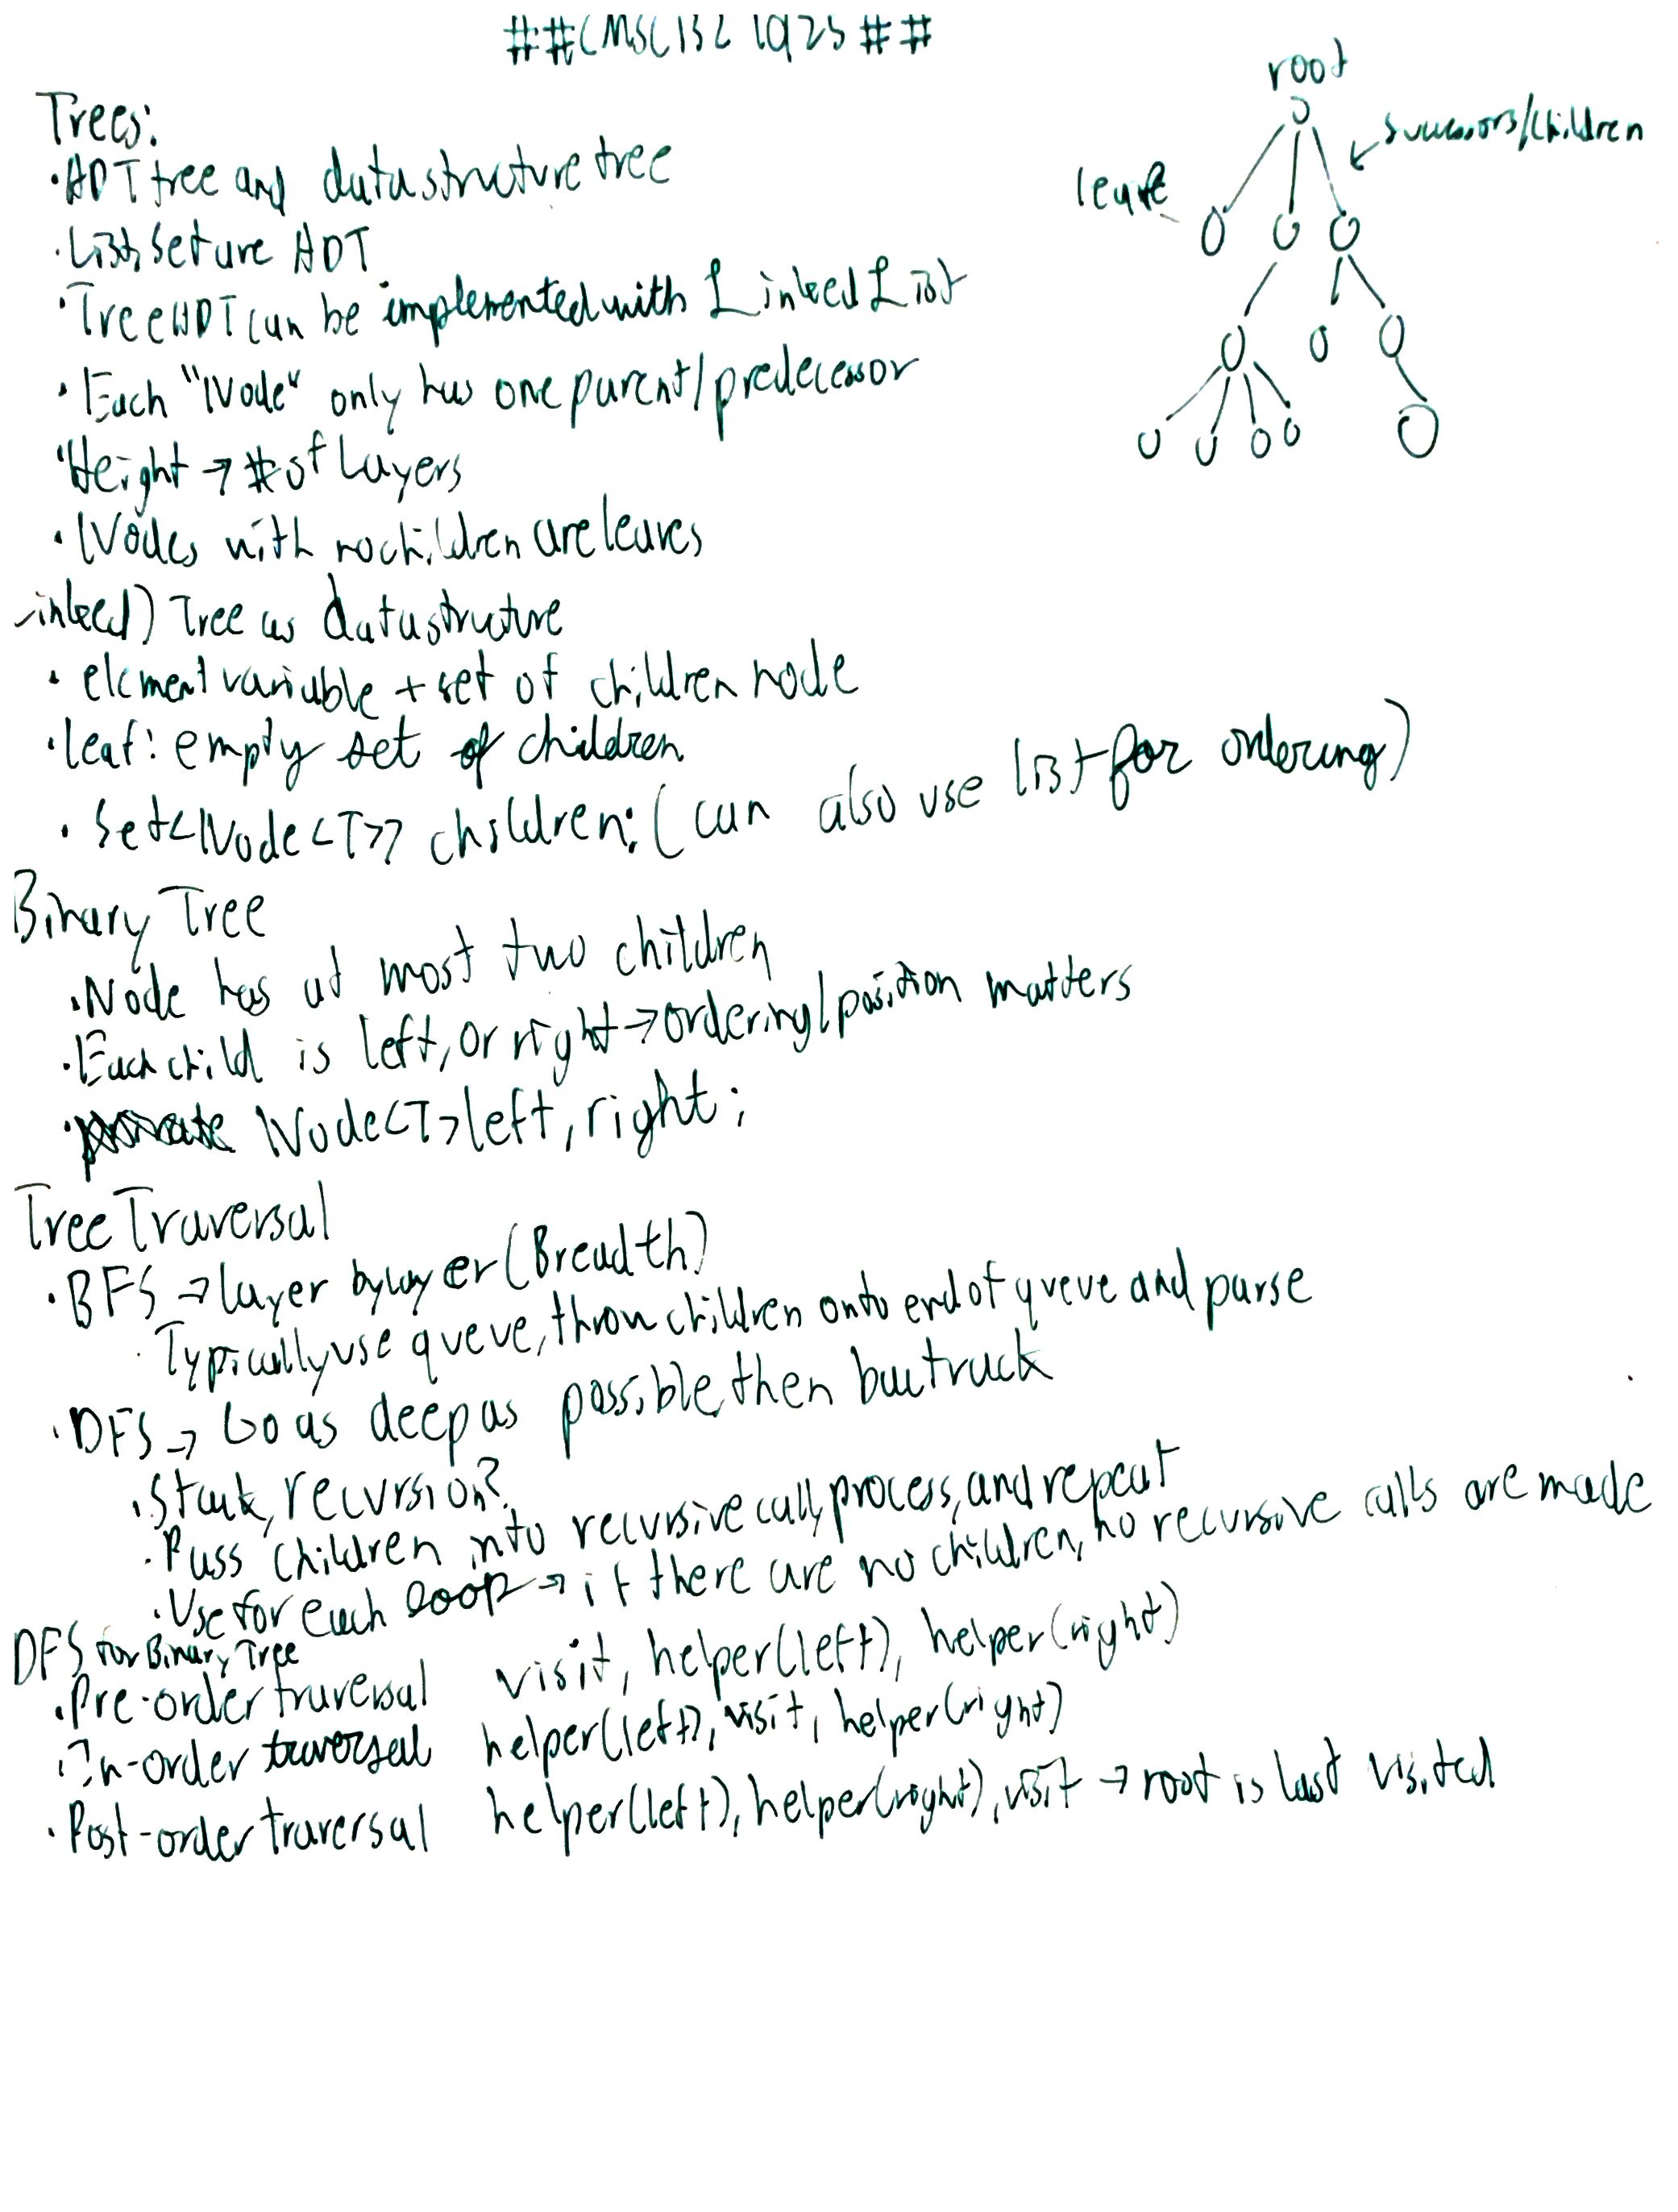 ##CMSC132 1025##
root
successors/children
leafe
Trees:
·ADT tree and datastructure tree
·List, Set are ADT
·Tree ADT can be implemented with Linked List
·Each "Node" only has one parent/predecessor
·Height → # of Layers
·Nodes with no children are leaves
inked) Tree as datastructure
·element variable + set of children node
·leaf: empty set of children
·Set<Node<T>> children; (can also use list for ordering)
Binary Tree
·Node has at most two children
·Each child is left, or right → ordering/position matters
·Node<T> left, right;
Tree Traversal
·BFS → layer by layer (Breadth)
·Typically use queue, throw children onto end of queue and parse
·DFS → Go as deep as possible, then bactrack
·Stack, recursion?
·Pass children into recursive call, process, and repeat
·Use for each loop → if there are no children, no recursive calls are made
DFS for Binary Tree
·Pre-order traversal visit, helper(left), helper(right)
·In-order traversal helper(left), visit, helper(right)
·Post-order traversal helper(left), helper(right), visit → root is last visited